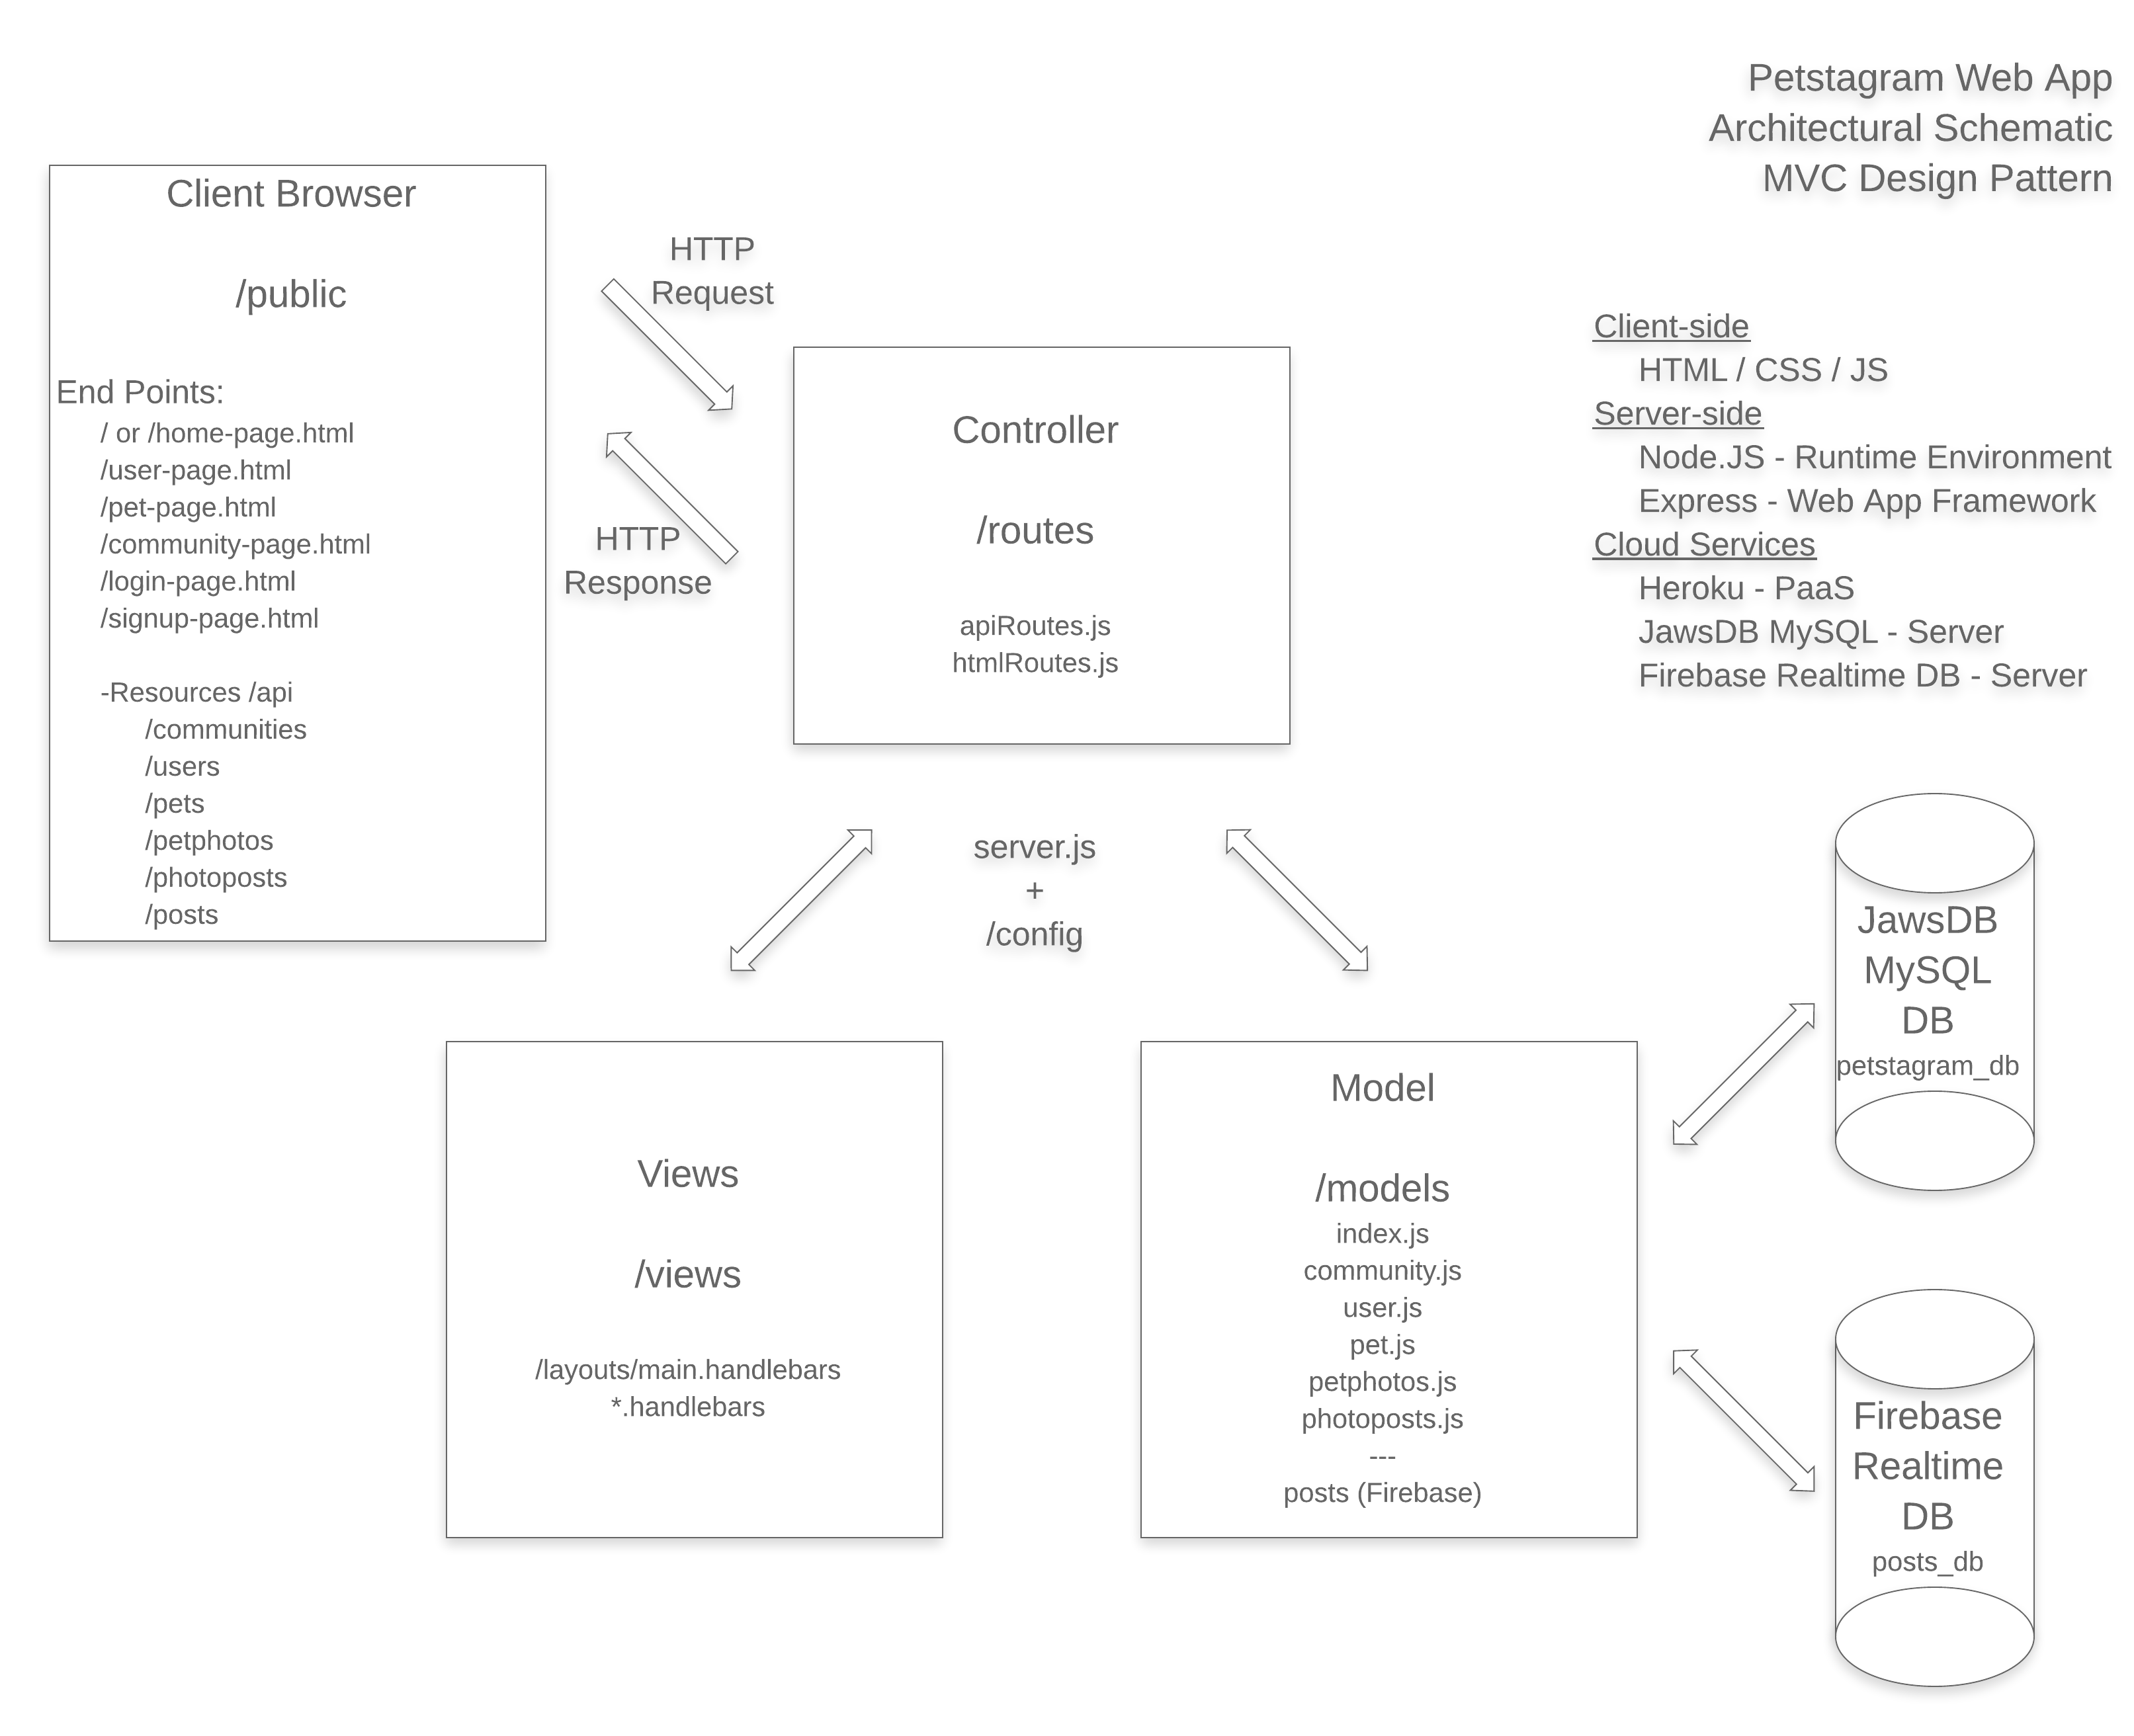 Petstagram Web App
Architectural Schematic
MVC Design Pattern
Client Browser
/public
End Points:
/ or /home-page.html
/user-page.html
/pet-page.html
/community-page.html
/login-page.html
/signup-page.html
-Resources /api
/communities
/users
/pets
/petphotos
/photoposts
/posts
HTTP
Request
HTTP
Response
Controller
/routes
apiRoutes.js
htmlRoutes.js
Client-side
HTML / CSS / JS
Server-side
Node.JS - Runtime Environment
Express - Web App Framework
Cloud Services
Heroku - PaaS
JawsDB MySQL - Server
Firebase Realtime DB - Server
server.js
+
/config
Views
/views
/layouts/main.handlebars
*.handlebars
Model
/models
index.js
community.js
user.js
pet.js
petphotos.js
photoposts.js
---
posts (Firebase)
JawsDB
MySQL
DB
petstagram_db
Firebase
Realtime
DB
posts_db